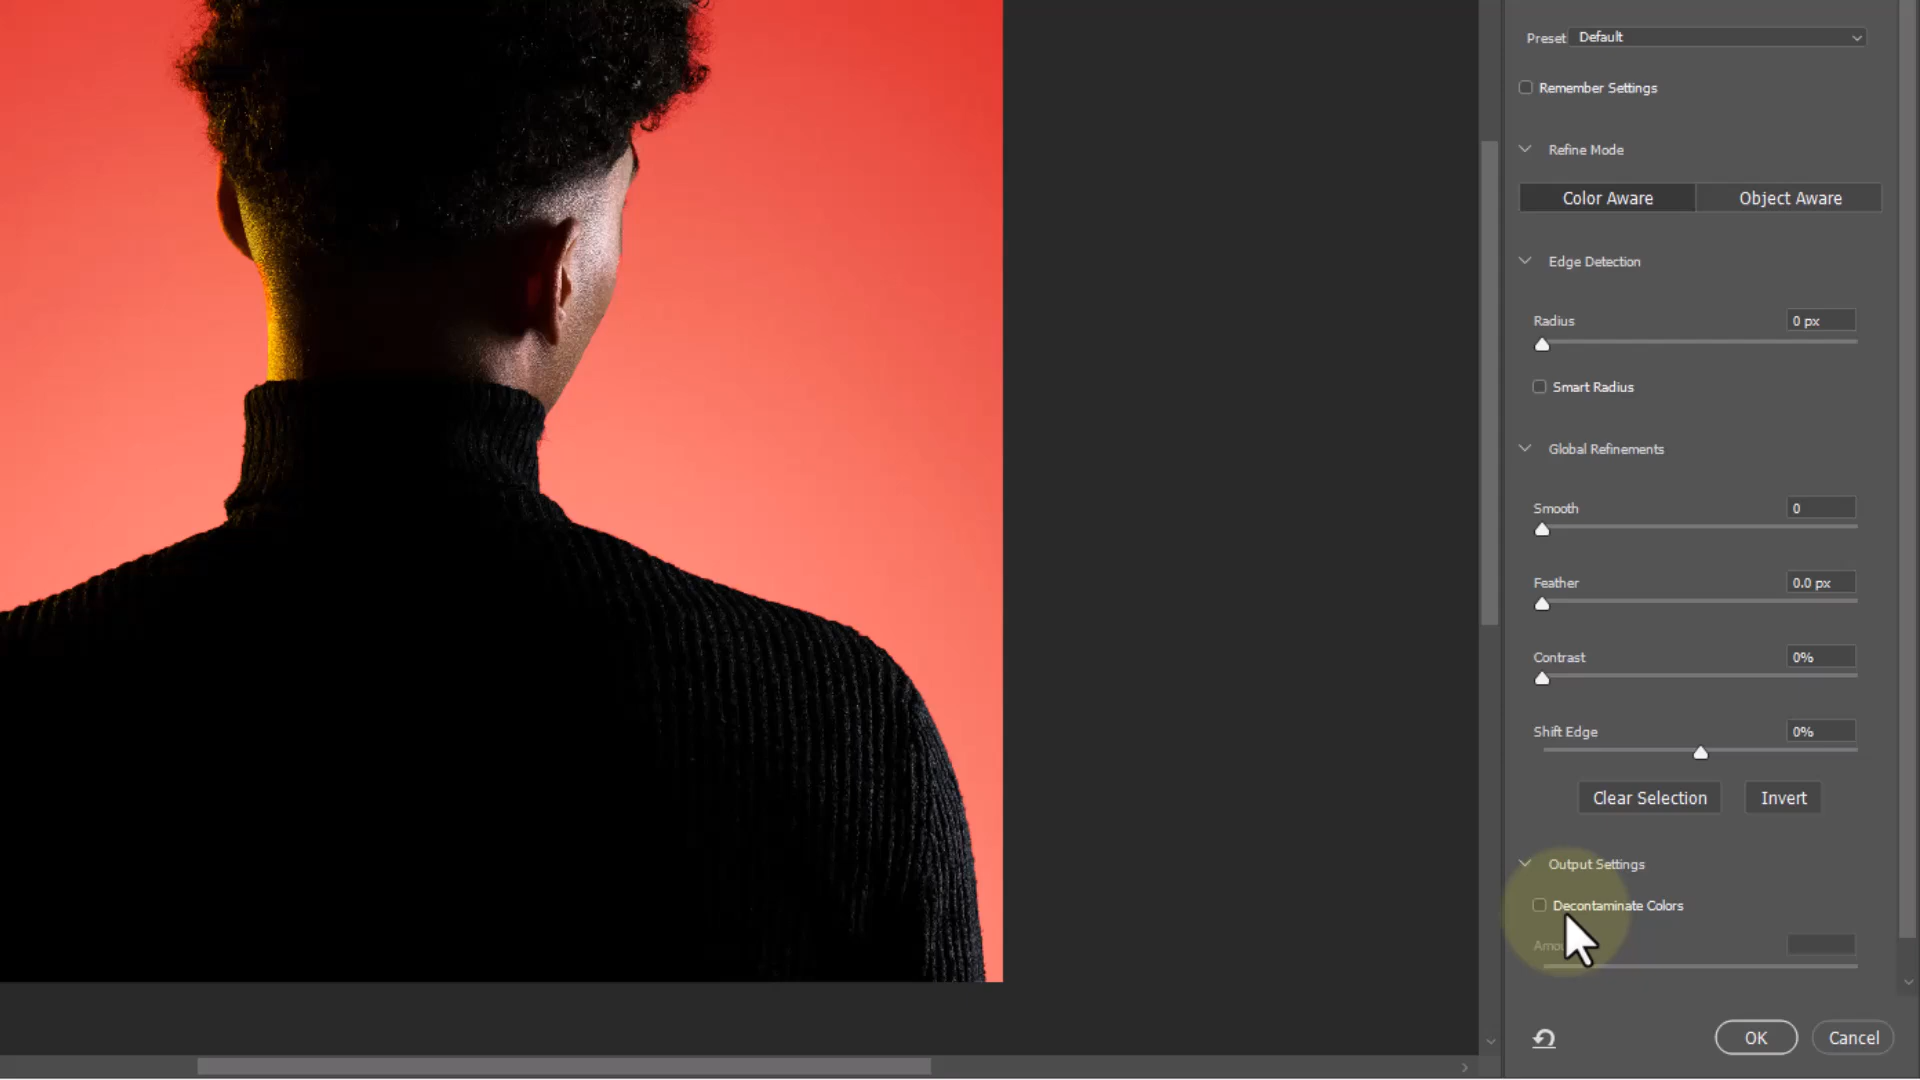 Preset Default
Remember Settings
Refine Mode
Color Aware Object Aware
Edge Detection
Radius 0 px
Smart Radius
Global Refinements
Smooth 0
Feather 0.0 px
Contrast 0%
Shift Edge 0%
Clear Selection Invert
Output Settings
Decontaminate Colors
OK Cancel